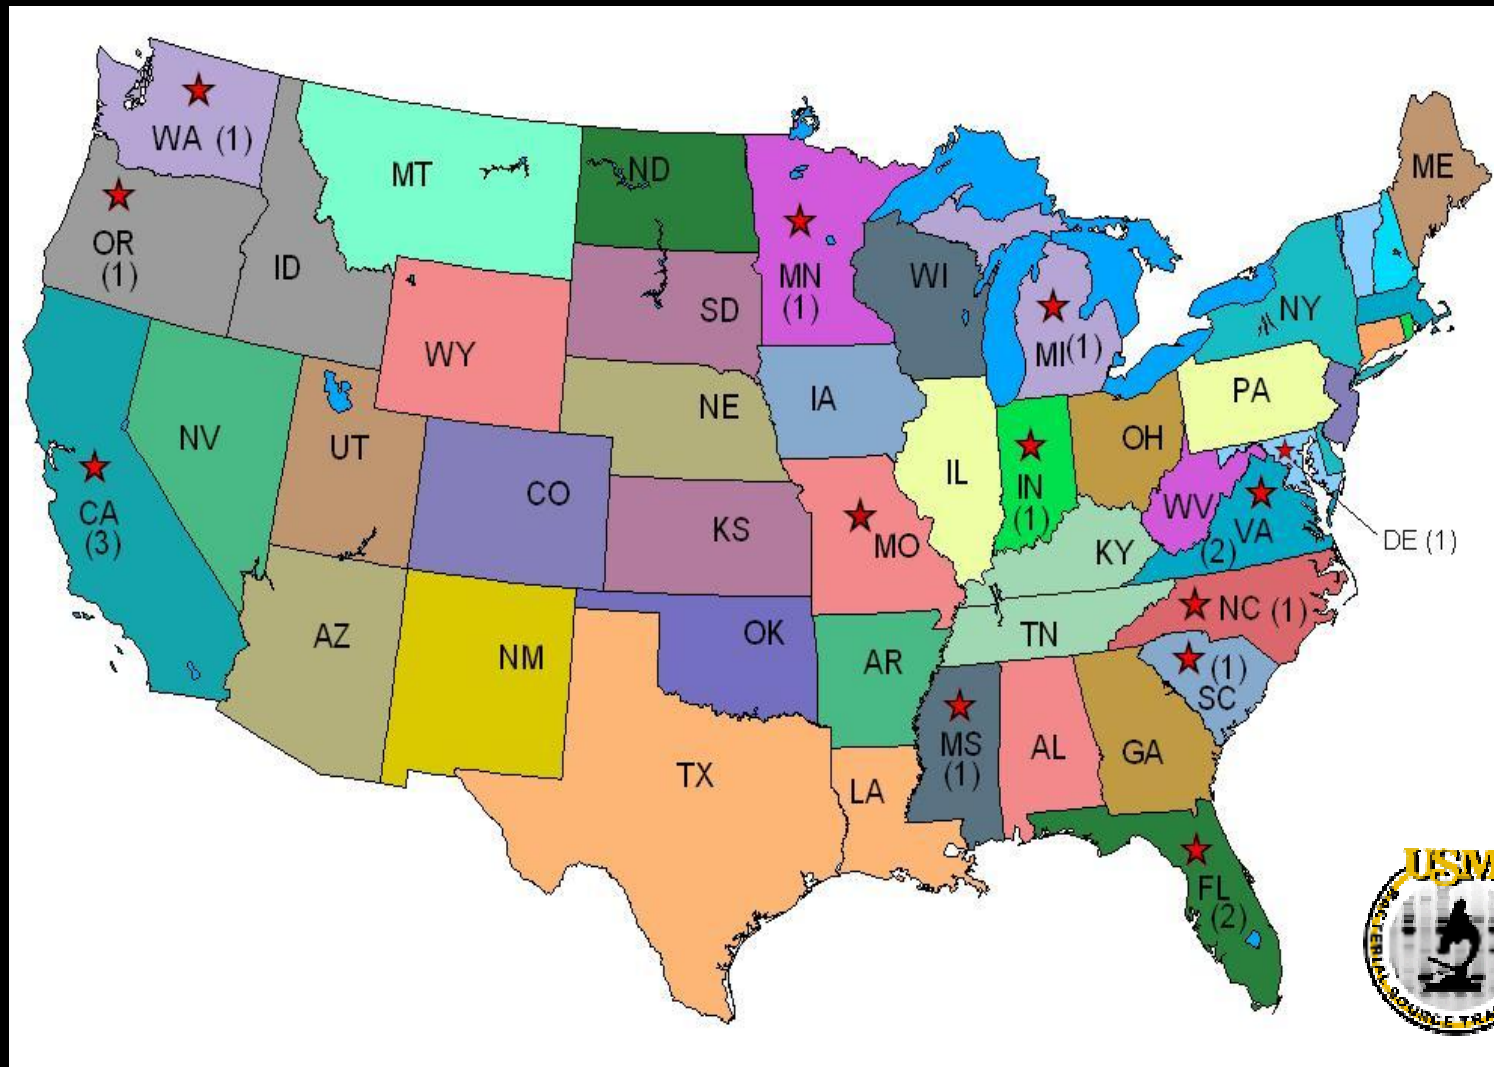 WA (1)
MT
ND
ME
OR
(1)
ID
MN
(1)
WI
SD
NY
WY
MI(1)
IA
NE
PA
NV
UT
OH
IL
CO
IN
(1)
CA
(3)
KS
MO
WV
VA
(2)
KY
DE (1)
NC (1)
TN
AZ
OK
NM
AR
(1)
SC
MS
(1)
AL
GA
TX
LA
FL
(2)
USM